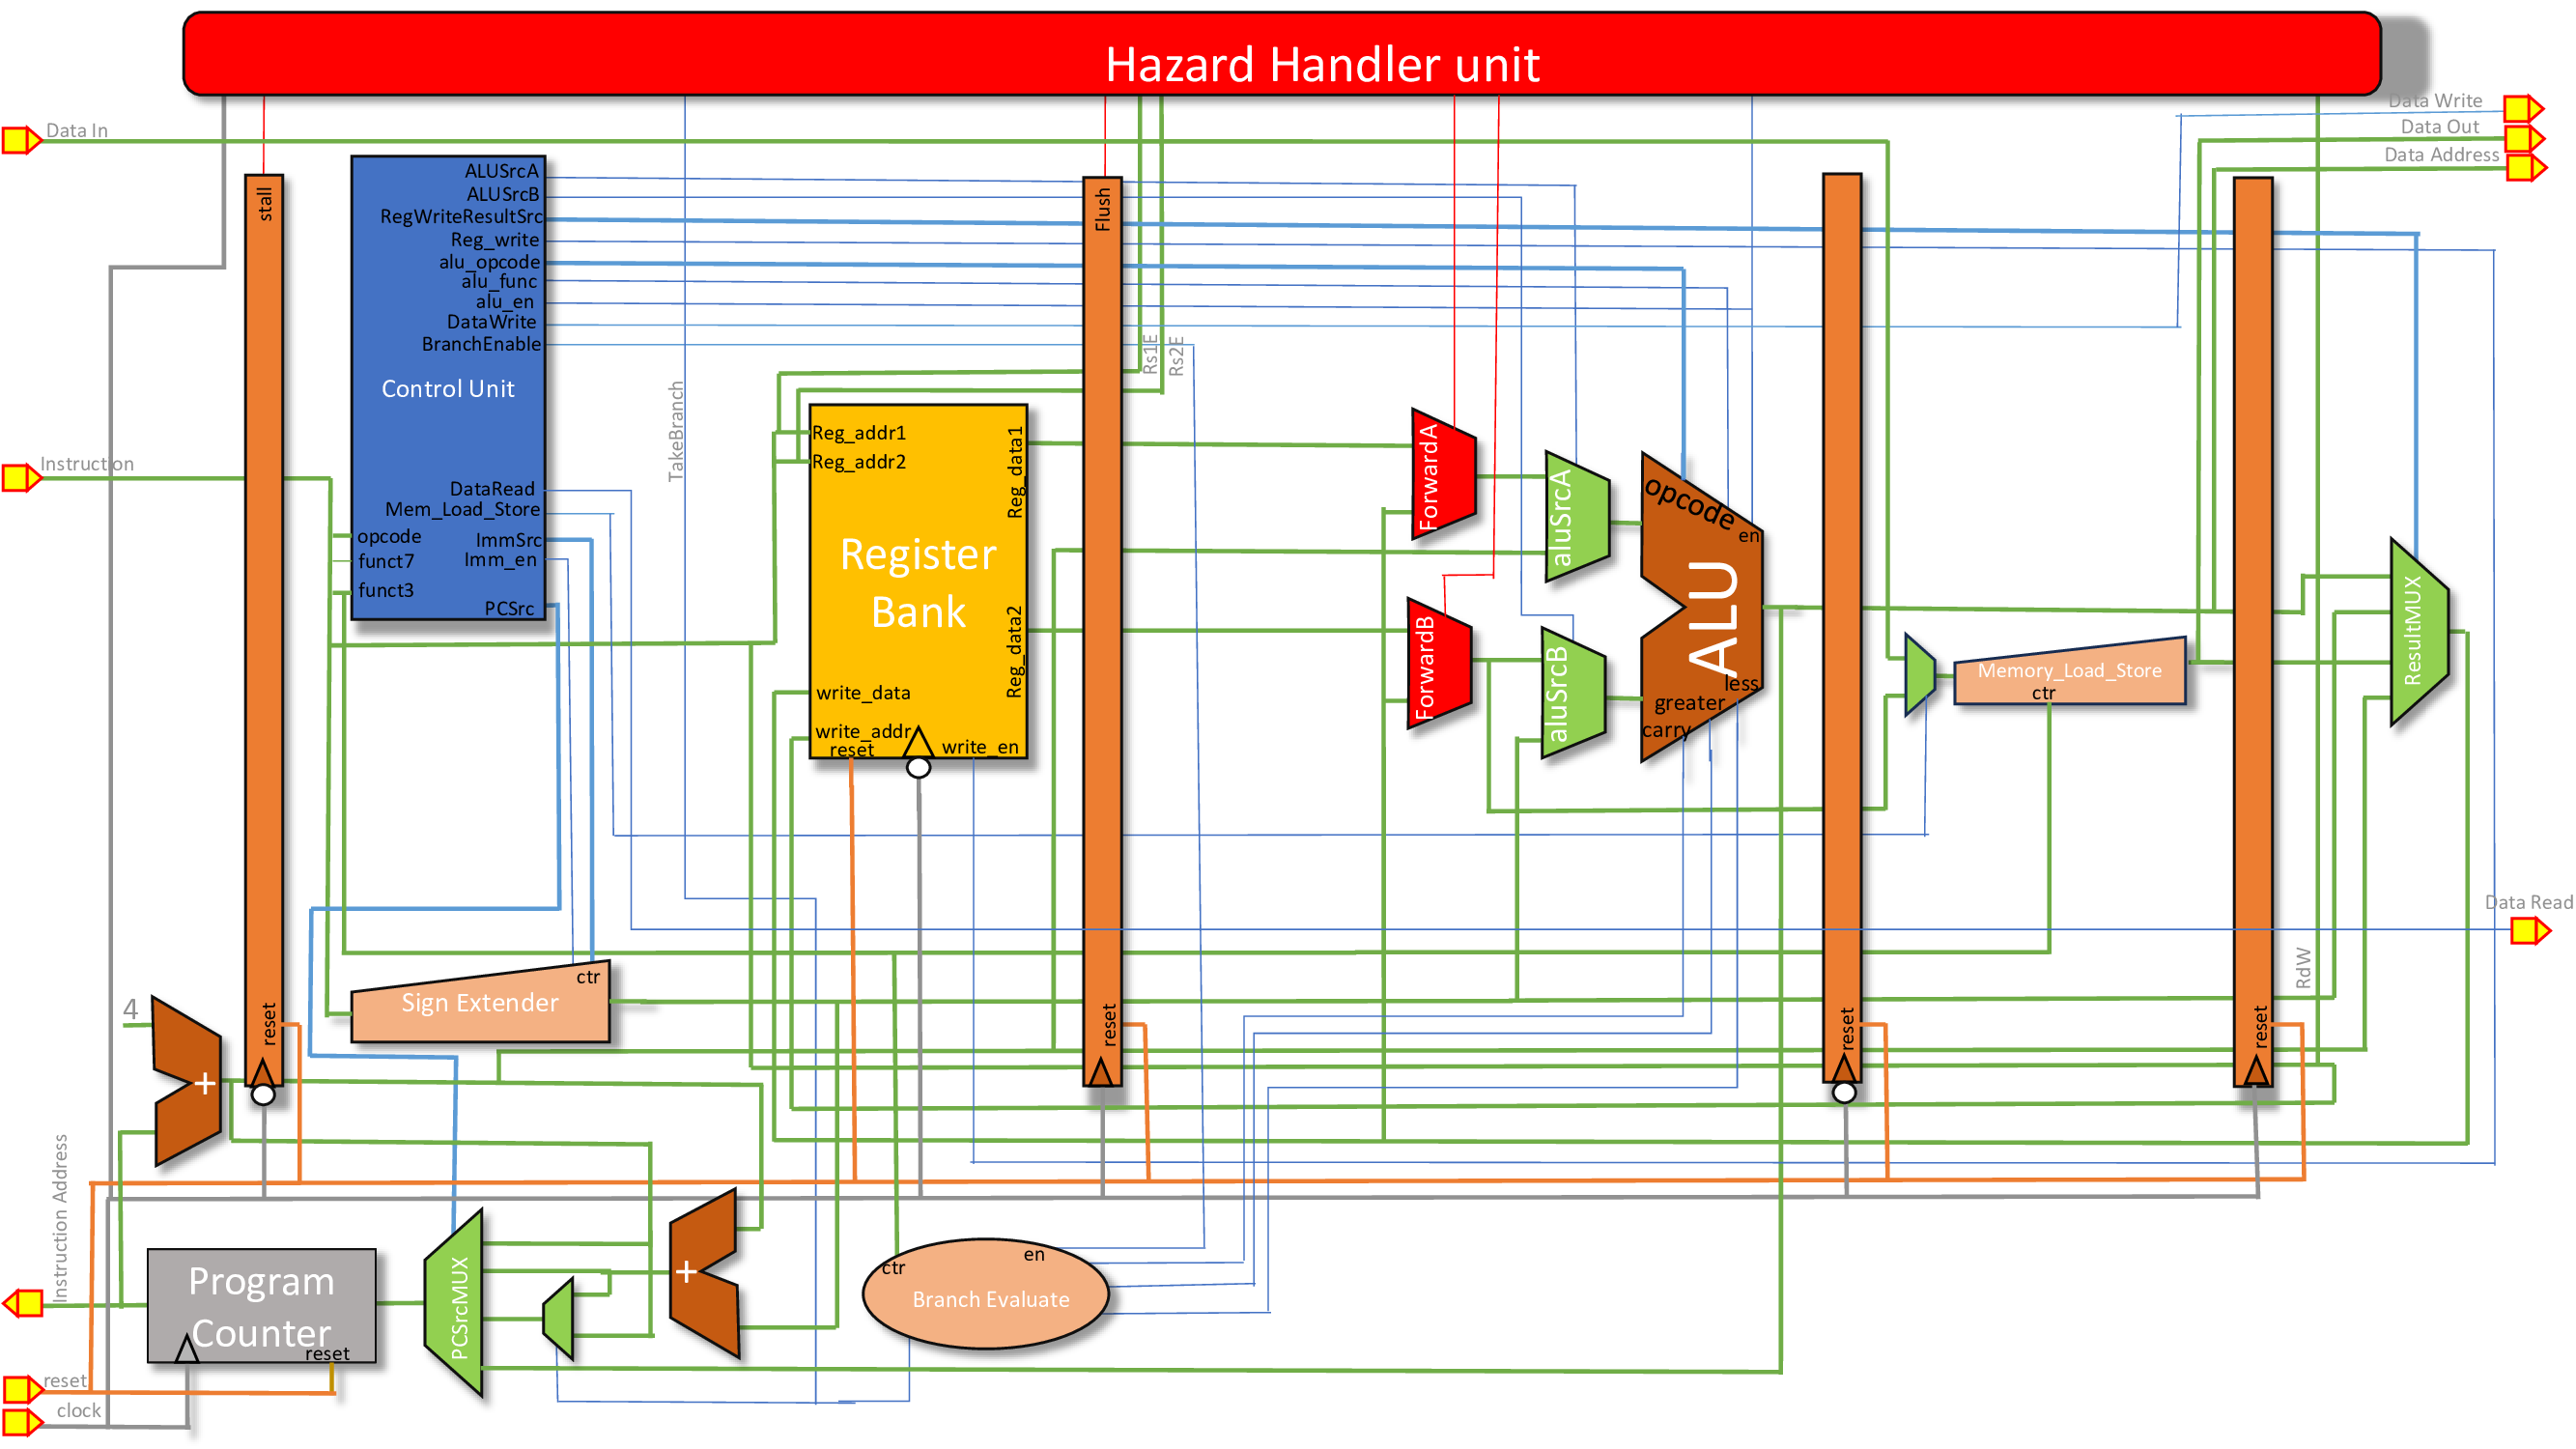 Hazard Handler unit
Data In
Data Write
Data Out
Data Address
stall
Flush
ALUSrcA
ALUSrcB
RegWriteResultSrc
Reg_write
alu_opcode
alu_func
alu_en
DataWrite
BranchEnable
Control Unit
DataRead
Mem_Load_Store
opcode
ImmSrc
funct7
Imm_en
funct3
PCSrc
Instruction
TakeBranch
Rs1E
Rs2E
Reg_addr1
Reg_addr2
Reg_data1
Register
Bank
Reg_data2
write_data
write_addr
reset
write_en
ForwardA
ForwardB
aluSrcA
aluSrcB
opcode
en
ALU
less
greater
carry
Memory_Load_Store
ctr
ResultMUX
Data Read
RdW
ctr
Sign Extender
4
+
reset
reset
reset
reset
Instruction Address
Program
Counter
reset
PCSrcMUX
+
ctr
en
Branch Evaluate
reset
clock